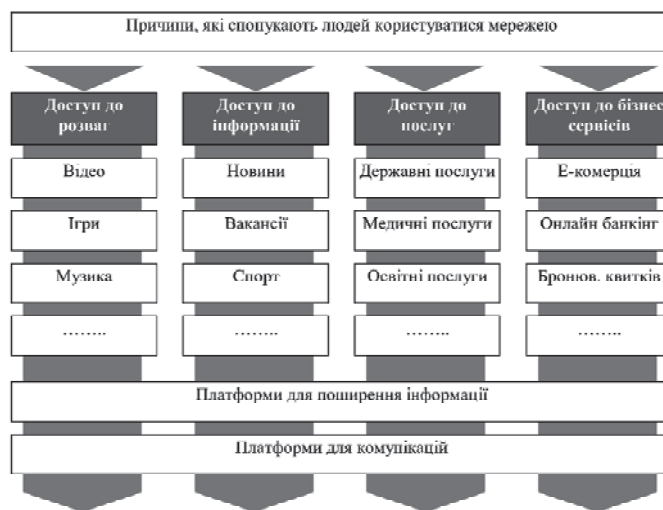 Причини, які спонукають людей користуватися мережею
Доступ до
розваг
Доступ до
інформації
Доступ до
послуг
Доступ до бізнес
сервісів
Відео
Новини
Державні послуги
Е-комерція
Ігри
Вакансії
Медичні послуги
Онлайн банкінг
Музика
Спорт
Освітні послуги
Бронюв. квитків
……..
……..
……..
……..
Платформи для поширення інформації
Платформи для комунікацій